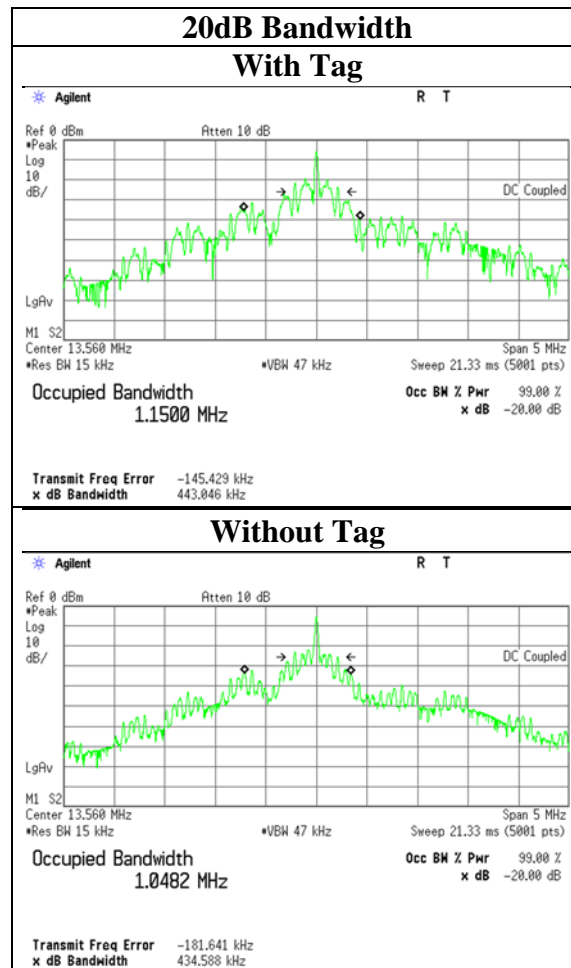 20dB Bandwidth
With Tag
Agilent R T
Ref 0 dBm Atten 10 dB
#Peak
Log
10
dB/ DC Coupled
LgAv
M1 S2
Center 13.560 MHz Span 5 MHz
#Res BW 15 kHz #VBW 47 kHz Sweep 21.33 ms (5001 pts)
Occupied Bandwidth Occ BW % Pwr 99.00 %
1.1500 MHz x dB -20.00 dB
Transmit Freq Error -145.429 kHz
x dB Bandwidth 443.046 kHz
Without Tag
Agilent R T
Ref 0 dBm Atten 10 dB
#Peak
Log
10
dB/ DC Coupled
LgAv
M1 S2
Center 13.560 MHz Span 5 MHz
#Res BW 15 kHz #VBW 47 kHz Sweep 21.33 ms (5001 pts)
Occupied Bandwidth Occ BW % Pwr 99.00 %
1.0482 MHz x dB -20.00 dB
Transmit Freq Error -181.641 kHz
x dB Bandwidth 434.588 kHz